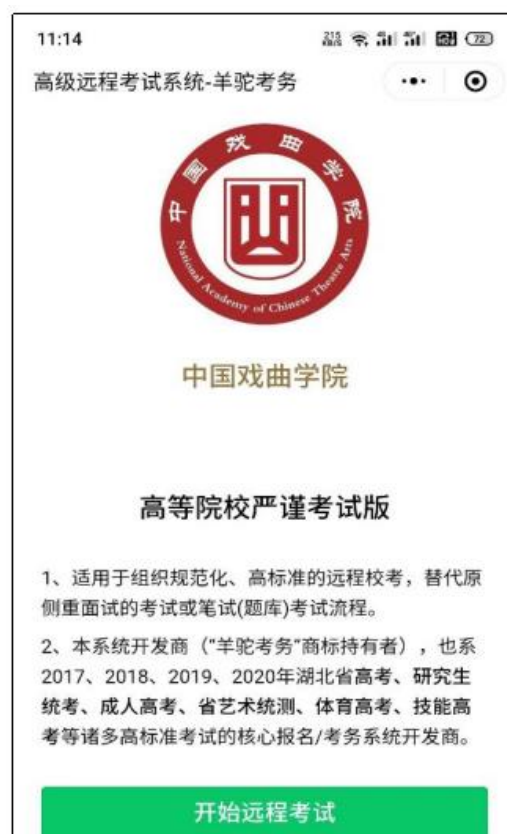 11:14
215 KB/S 5G 5G HD 72
高级远程考试系统-羊驼考务
中国戏曲学院
National Academy of Chinese Theatre Arts
中国戏曲学院
高等院校严谨考试版
1、适用于组织规范化、高标准的远程校考，替代原
侧重面试的考试或笔试(题库)考试流程。
2、本系统开发商（"羊驼考务"商标持有者），也系
2017、2018、2019、2020年湖北省高考、研究生
统考、成人高考、省艺术统测、体育高考、技能高
考等诸多高标准考试的核心报名/考务系统开发商。
开始远程考试